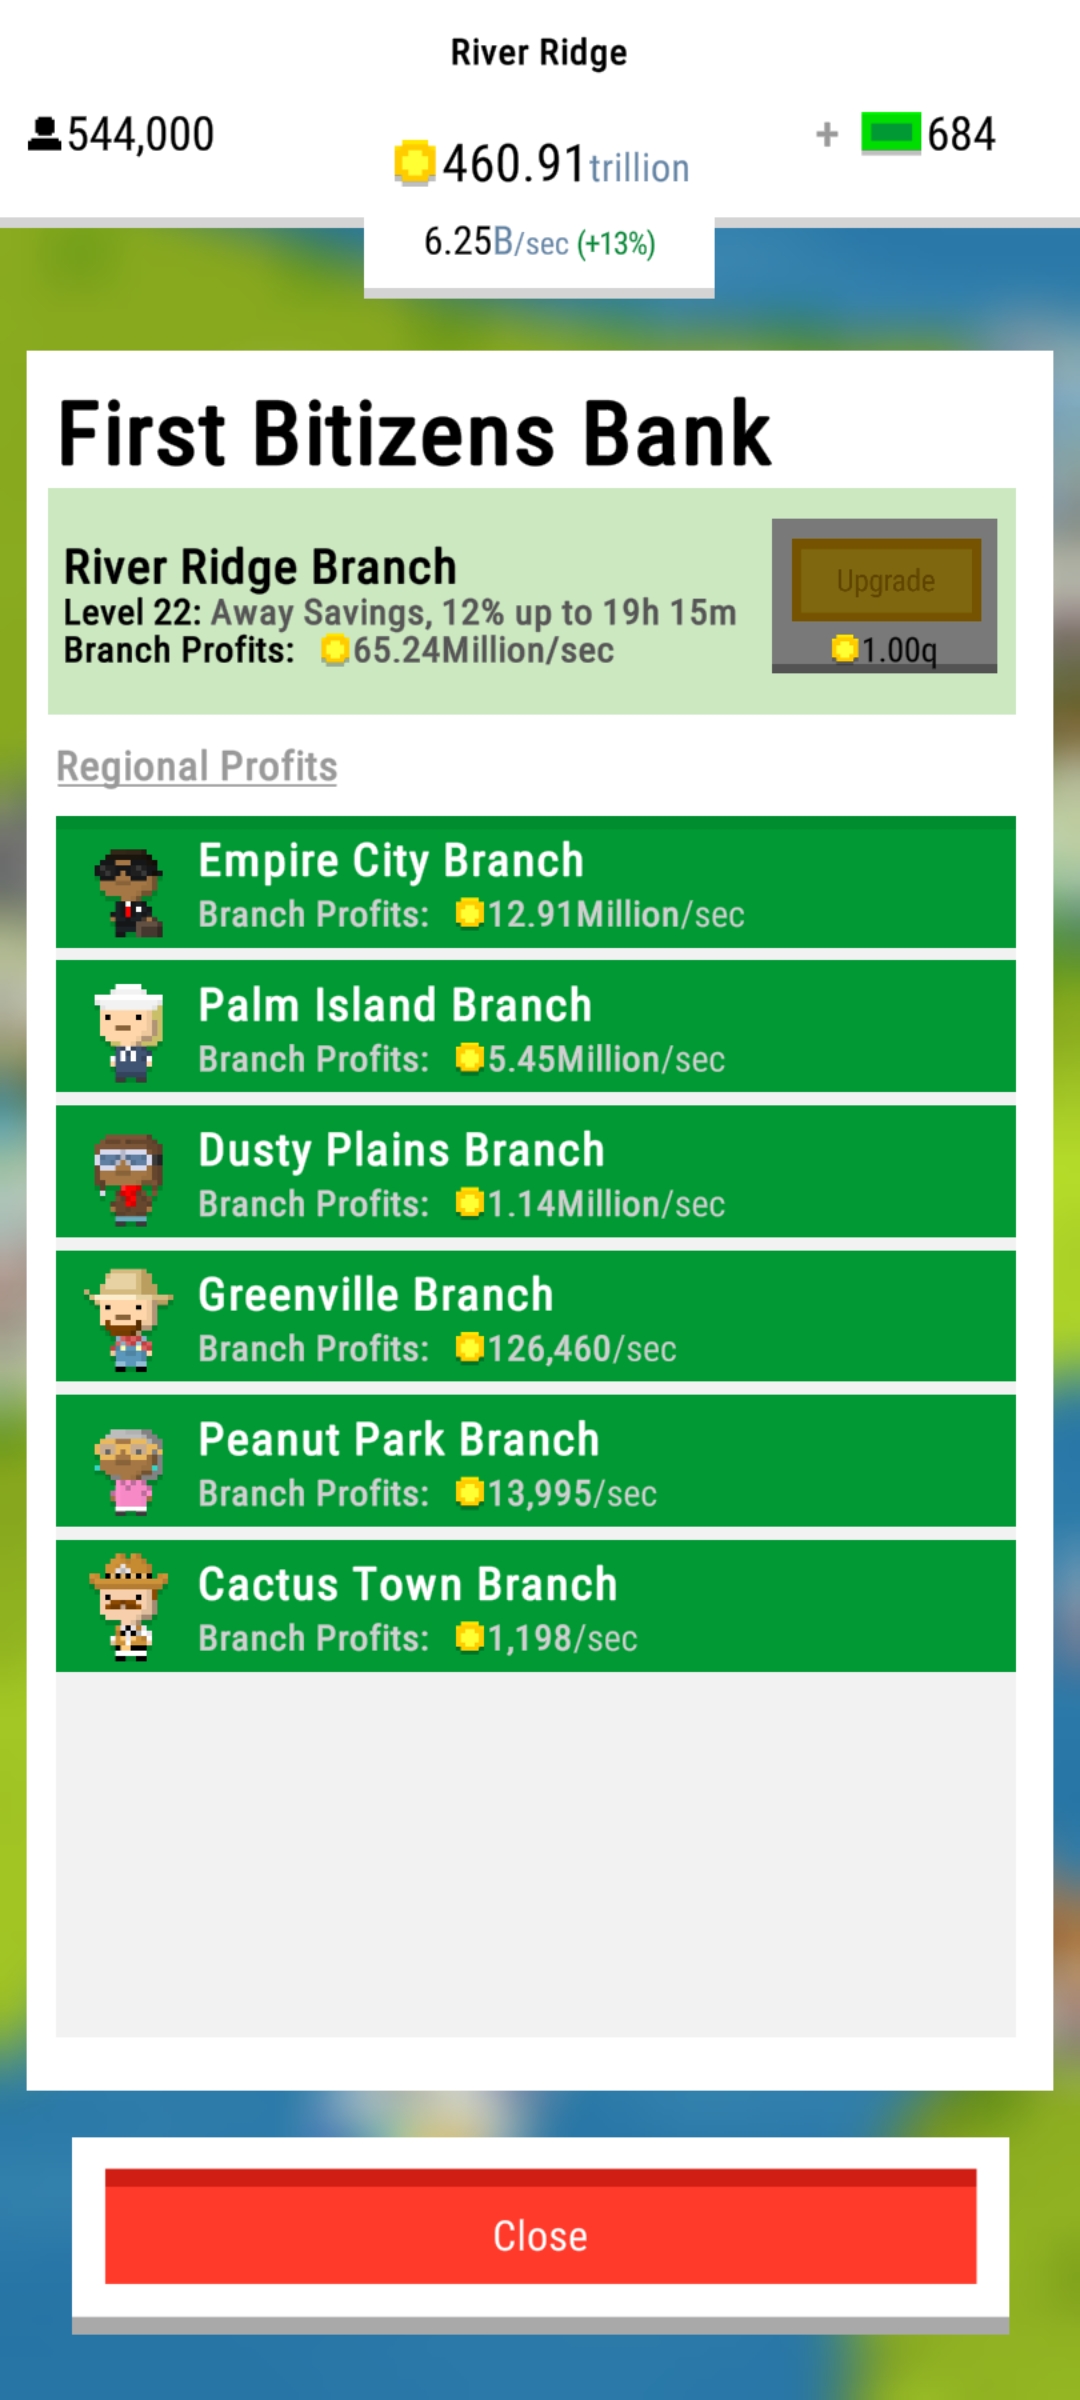 River Ridge
544,000
460.91trillion
+ 684
6.25B/sec (+13%)
First Bitizens Bank
River Ridge Branch
Level 22: Away Savings, 12% up to 19h 15m
Branch Profits: 65.24Million/sec
Upgrade
1.00q
Regional Profits
Empire City Branch
Branch Profits: 12.91Million/sec
Palm Island Branch
Branch Profits: 5.45Million/sec
Dusty Plains Branch
Branch Profits: 1.14Million/sec
Greenville Branch
Branch Profits: 126,460/sec
Peanut Park Branch
Branch Profits: 13,995/sec
Cactus Town Branch
Branch Profits: 1,198/sec
Close